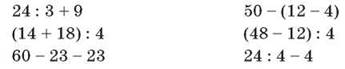 24 : 3 + 9
(14 + 18) : 4
60 – 23 – 23
50 – (12 – 4)
(48 – 12) : 4
24 : 4 – 4